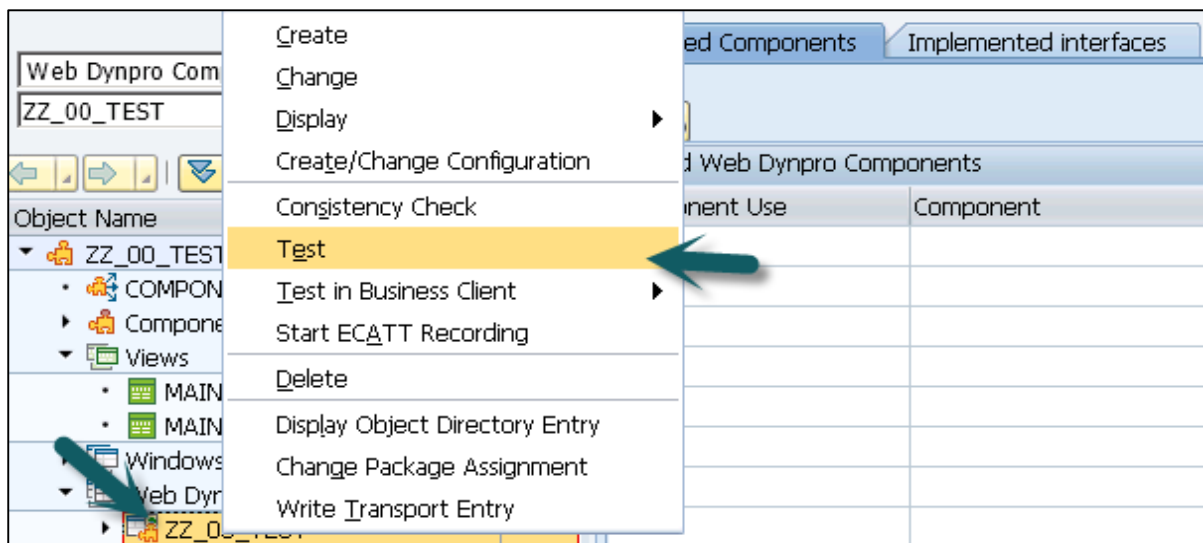 Create
Change
Display
Create/Change Configuration
Consistency Check
Test
Test in Business Client
Start ECATT Recording
Delete
Display Object Directory Entry
Change Package Assignment
Write Transport Entry
Web Dynpro Com
ZZ_00_TEST
Object Name
ZZ_00_TEST
COMPON
Compone
Views
MAIN
MAIN
Windows
Web Dyn
ZZ_00_TEST
ed Components
Implemented interfaces
d Web Dynpro Components
nent Use
Component